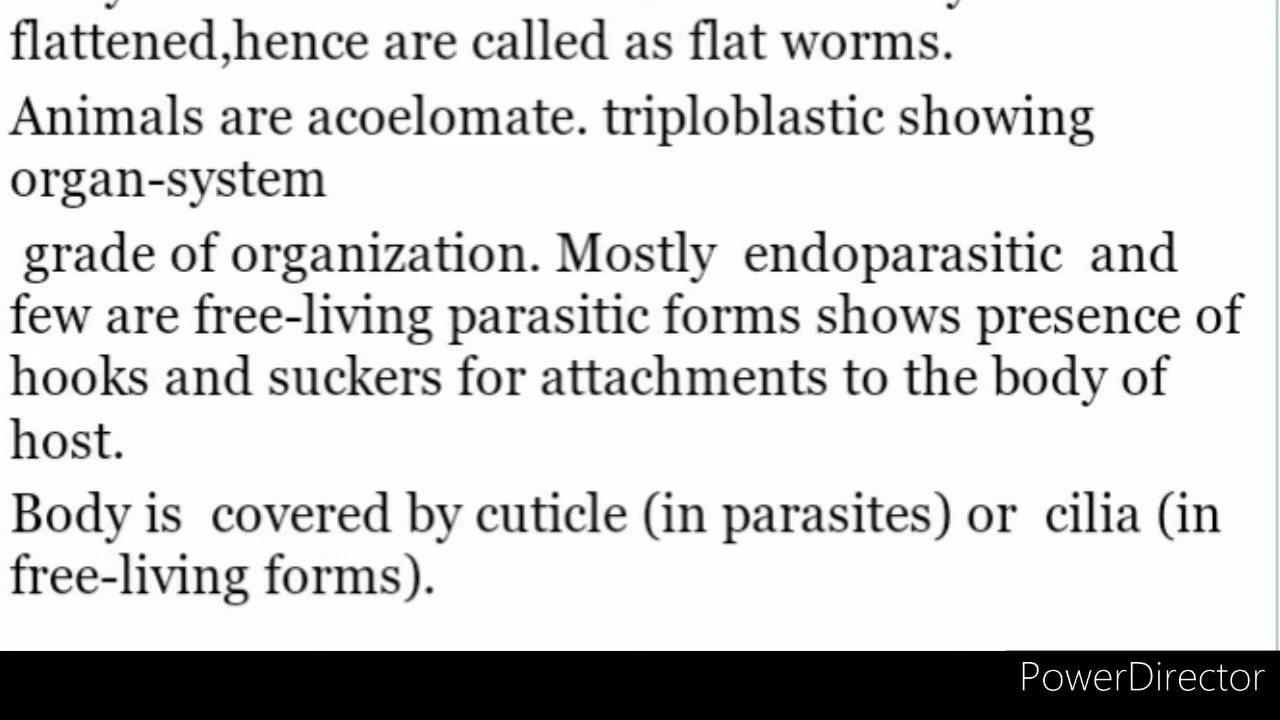 flattened,hence are called as flat worms.
Animals are acoelomate. triploblastic showing
organ-system
grade of organization. Mostly endoparasitic and
few are free-living parasitic forms shows presence of
hooks and suckers for attachments to the body of
host.
Body is covered by cuticle (in parasites) or cilia (in
free-living forms).
PowerDirector